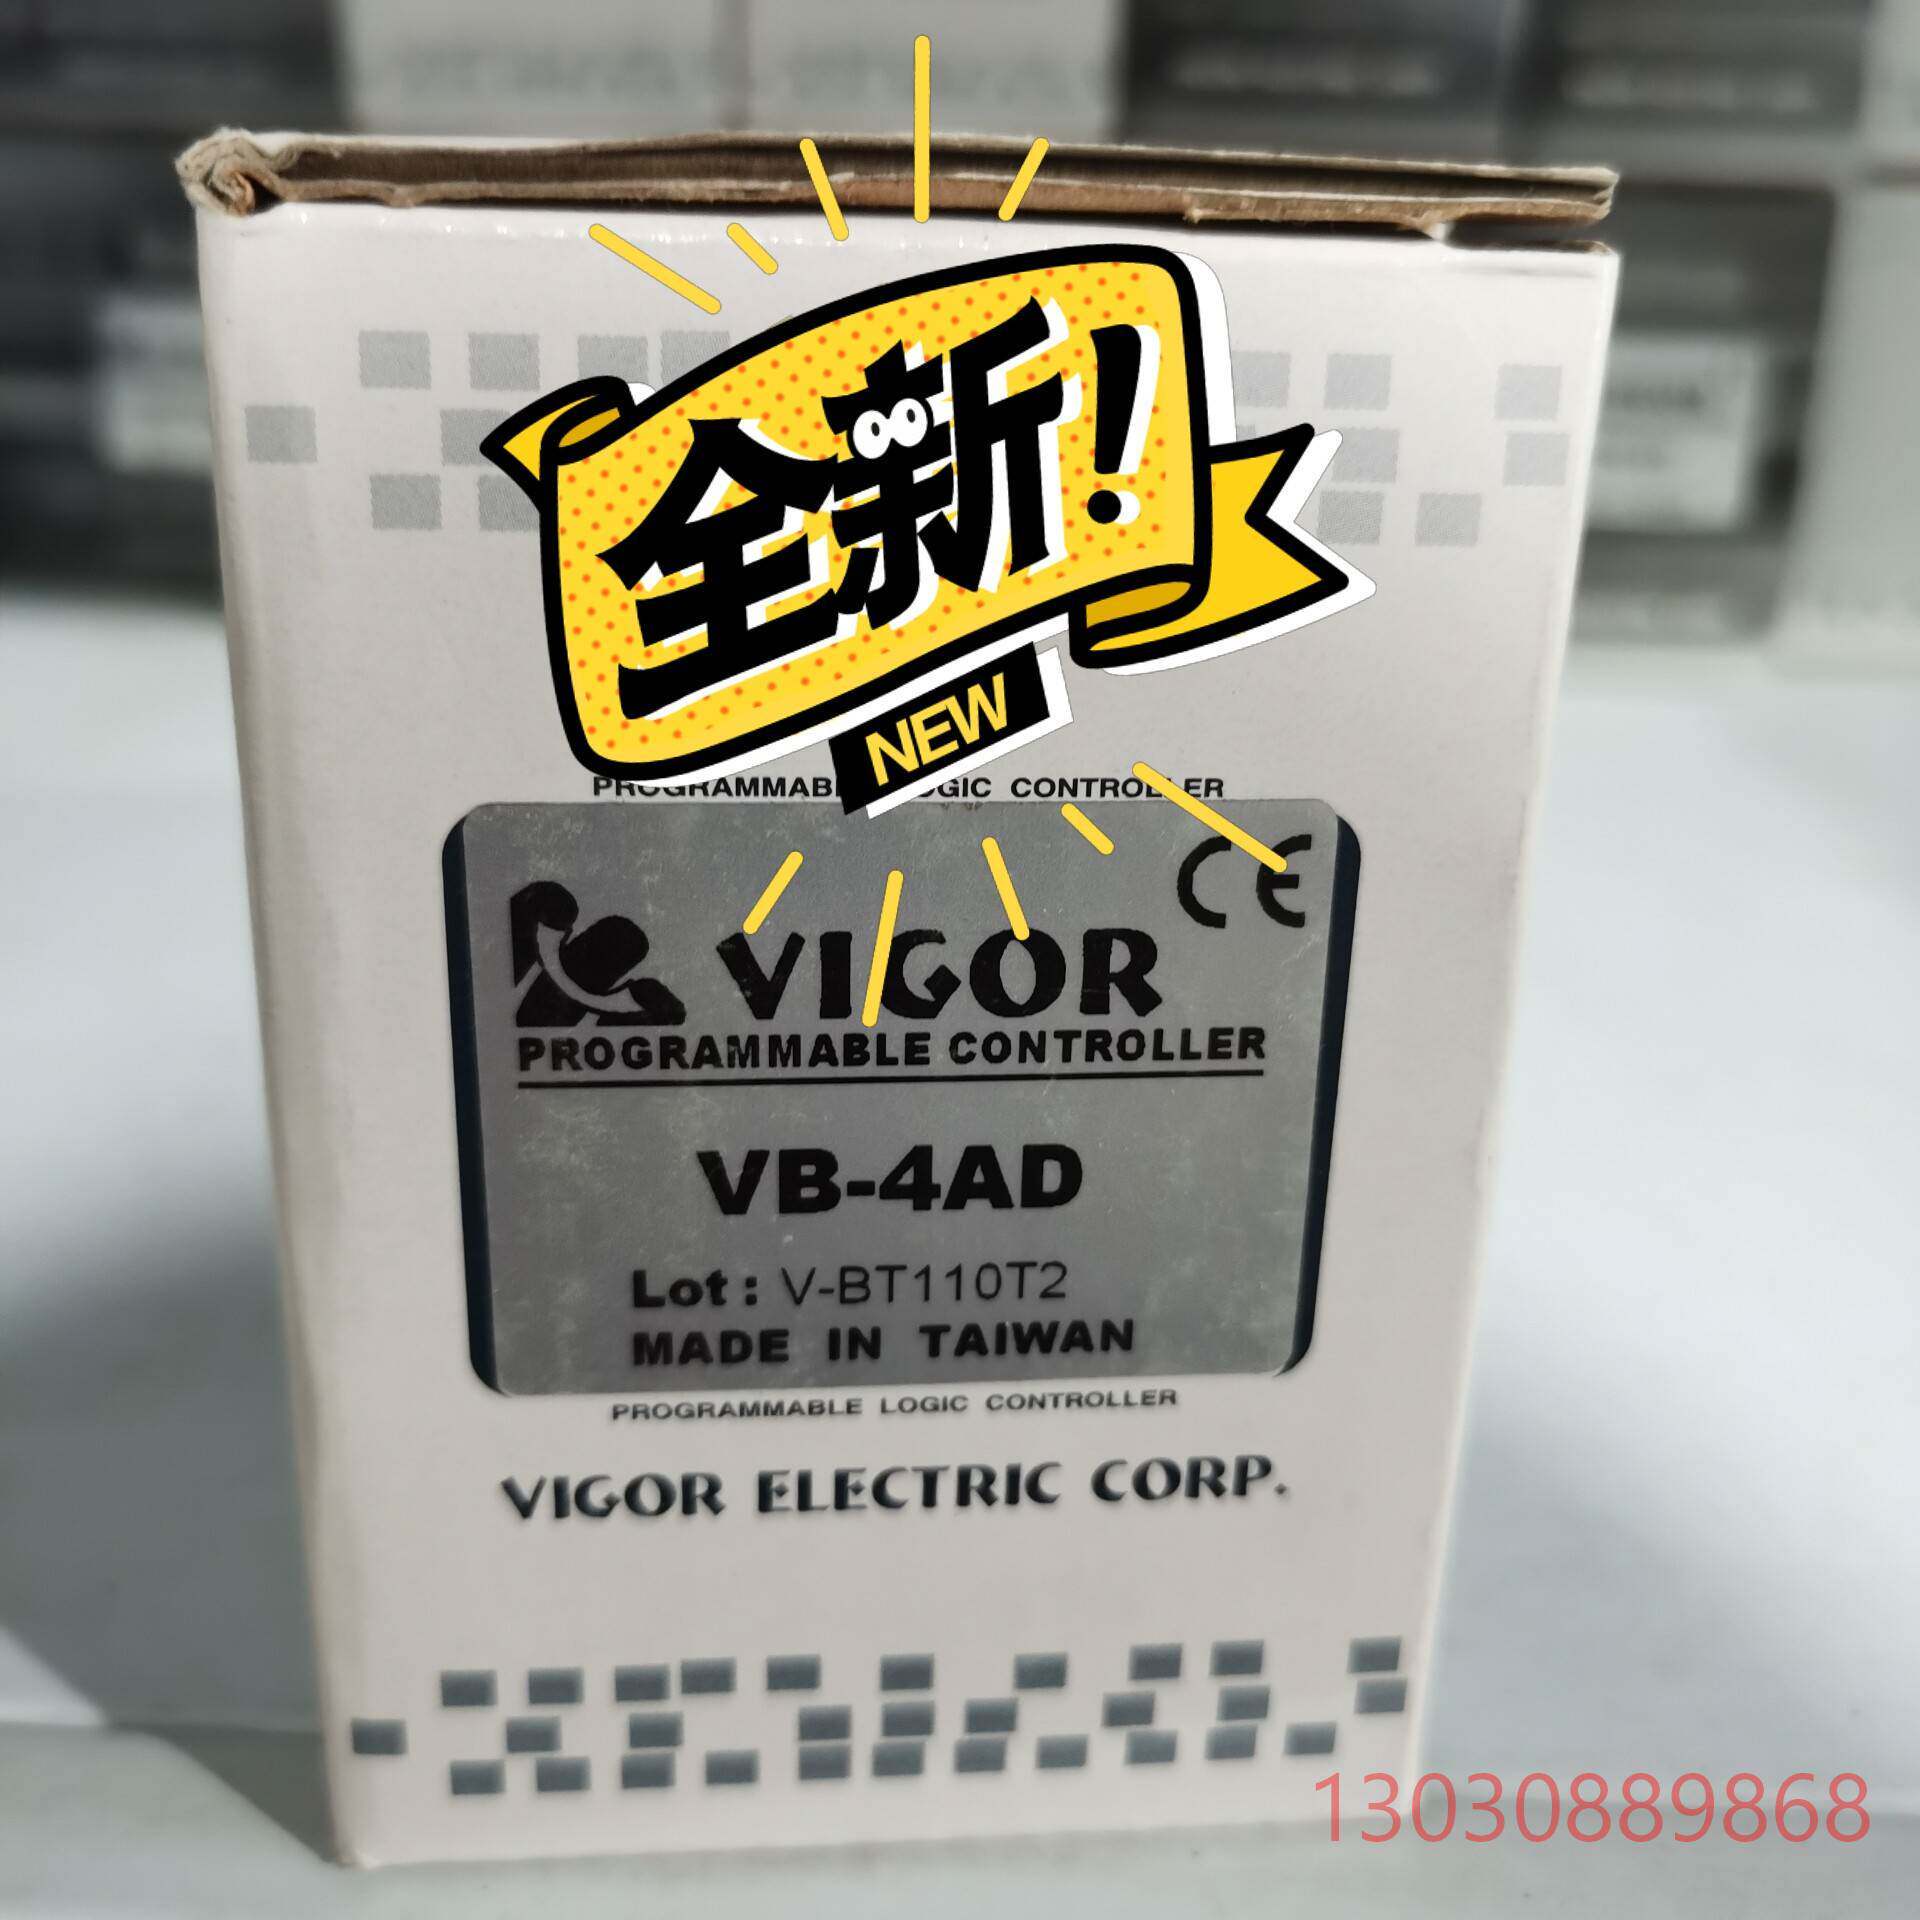 全新!
NEW
PROGRAMMABLE LOGIC CONTROLLER
CE
VIGOR
PROGRAMMABLE CONTROLLER
VB-4AD
Lot: V-BT110T2
MADE IN TAIWAN
PROGRAMMABLE LOGIC CONTROLLER
VIGOR ELECTRIC CORP.
13030889868